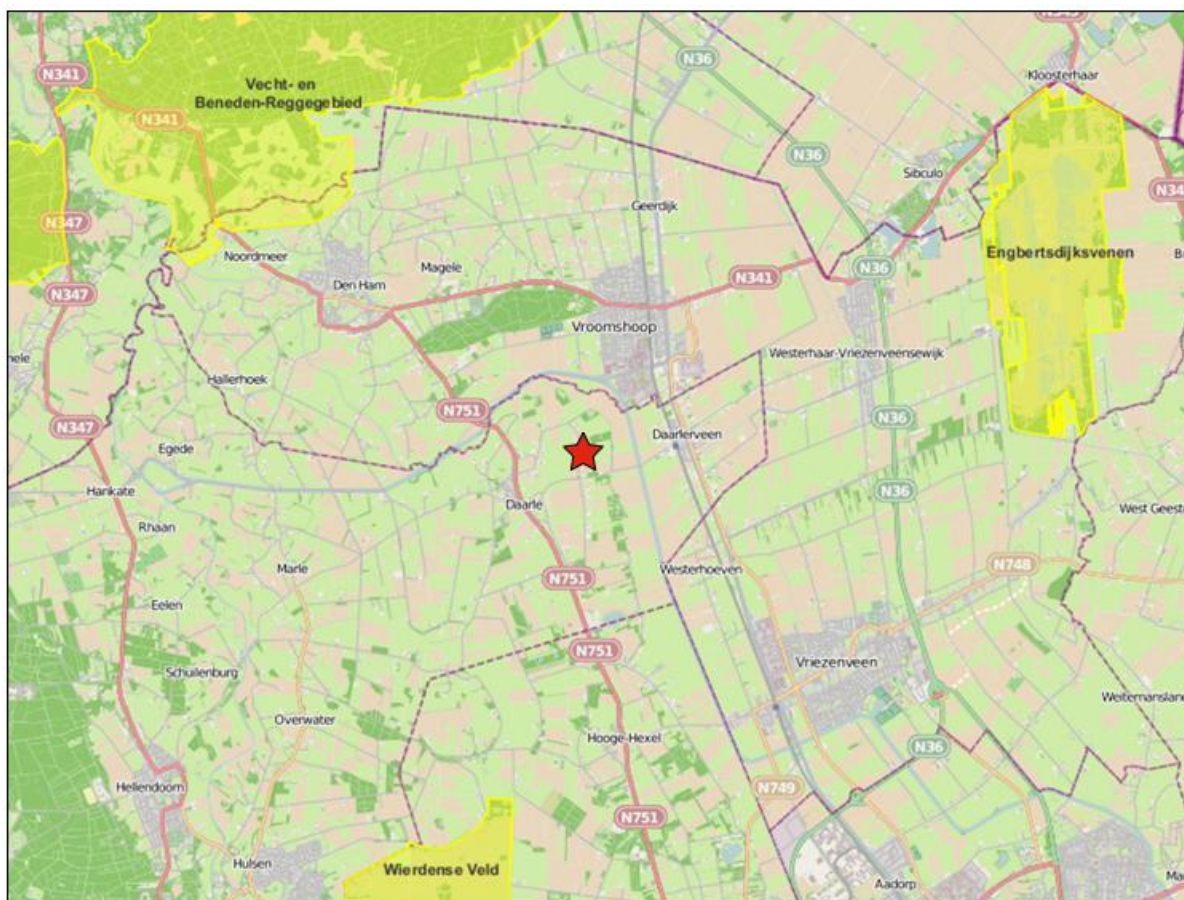 N343
N341
N36
Kloosterhaar
Vecht- en
Beneden-Reggegebied
N341
N36
Sibculo
N34
N347
Geerdijk
Noordmeer
Magele
N341
N36
Engbertsdijksvenen
Den Ham
N347
Vroomshoop
Westerhaar-Vriezenveensewijk
Hallerhoek
N751
N36
N347
Daarlerveen
Egede
Hankate
N36
Daarle
West Geest
Rhaan
Marle
N751
Westerhoeven
N748
Eelen
N751
Vriezenveen
Schuilenburg
Weitemansland
Overwater
Hooge-Hexel
N36
Hellendoorn
N749
N751
Hulsen
Wierdense Veld
Aadorp